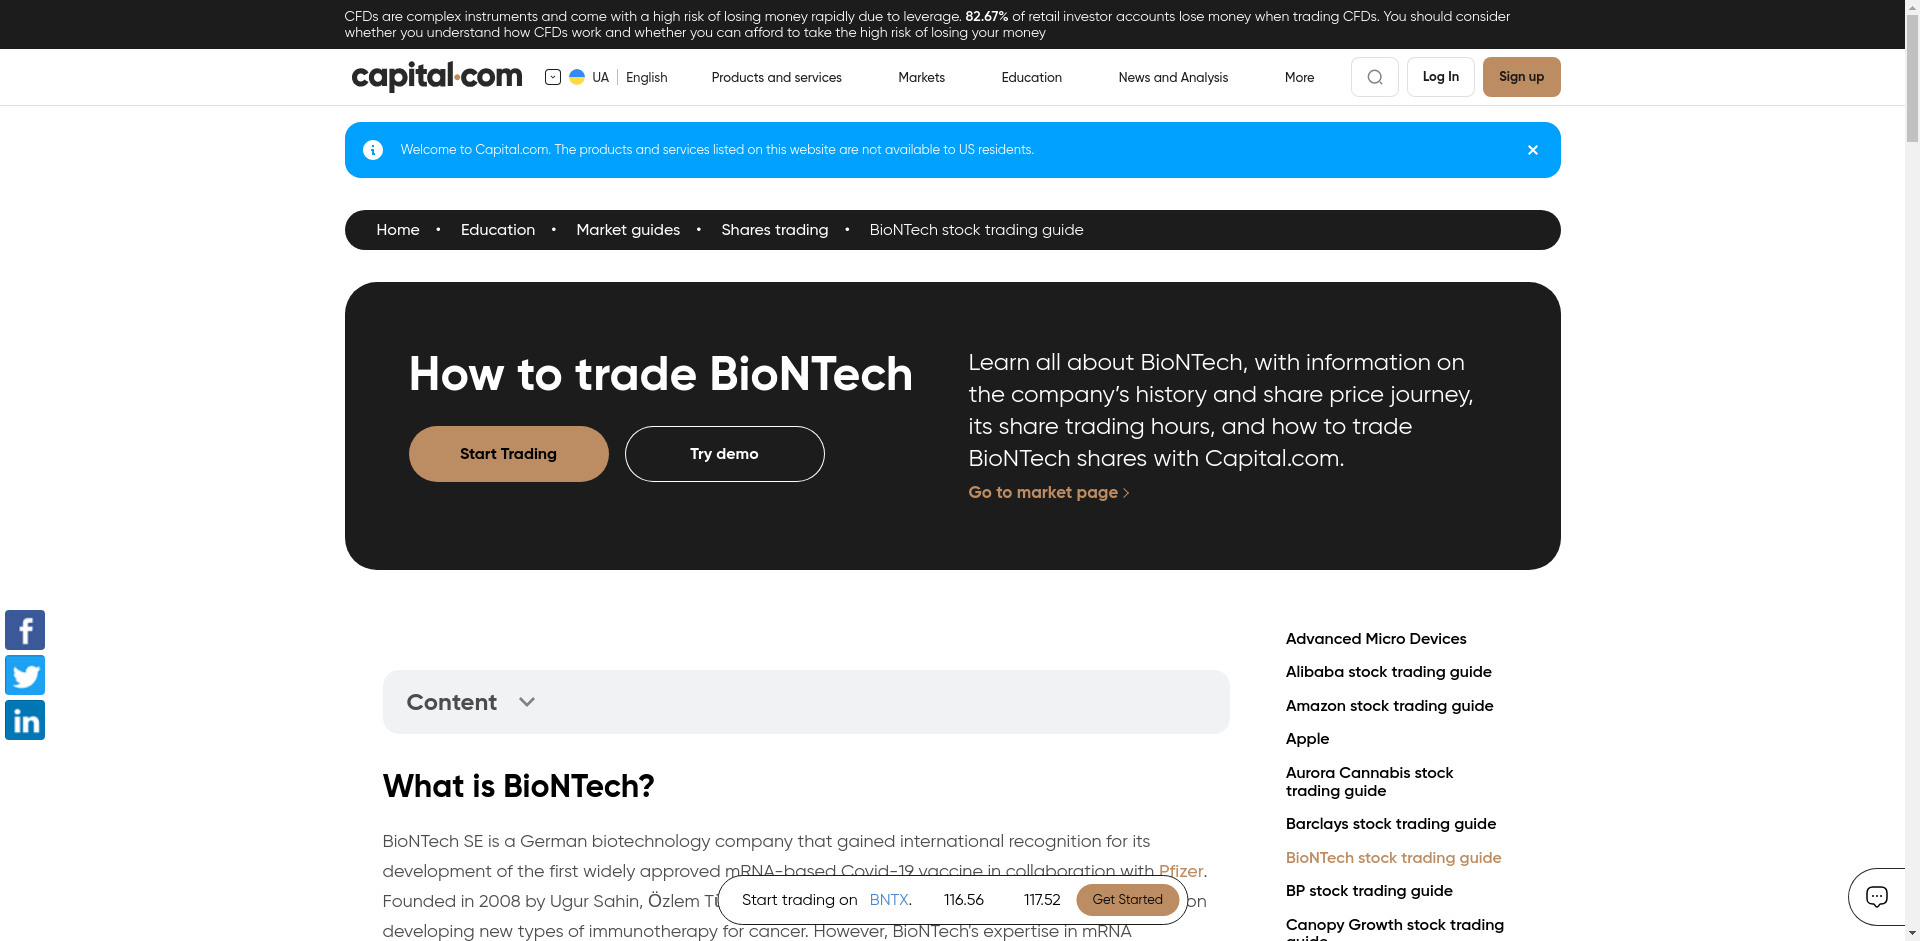 CFDs are complex instruments and come with a high risk of losing money rapidly due to leverage. 82.67% of retail investor accounts lose money when trading CFDs. You should consider
whether you understand how CFDs work and whether you can afford to take the high risk of losing your money
capital.com
UA English
Products and services
Markets
Education
News and Analysis
More
Log In
Sign up
Welcome to Capital.com. The products and services listed on this website are not available to US residents.
Home • Education • Market guides • Shares trading • BioNTech stock trading guide
How to trade BioNTech
Start Trading
Try demo
Learn all about BioNTech, with information on
the company’s history and share price journey,
its share trading hours, and how to trade
BioNTech shares with Capital.com.
Go to market page
Content
What is BioNTech?
BioNTech SE is a German biotechnology company that gained international recognition for its
development of the first widely approved mRNA-based Covid-19 vaccine in collaboration with Pfizer.
Founded in 2008 by Ugur Sahin, Özlem
on
developing new types of immunotherapy for cancer. However, BioNTech's expertise in mRNA
Start trading on BNTX. 116.56 117.52 Get Started
Advanced Micro Devices
Alibaba stock trading guide
Amazon stock trading guide
Apple
Aurora Cannabis stock
trading guide
Barclays stock trading guide
BioNTech stock trading guide
BP stock trading guide
Canopy Growth stock trading
guide